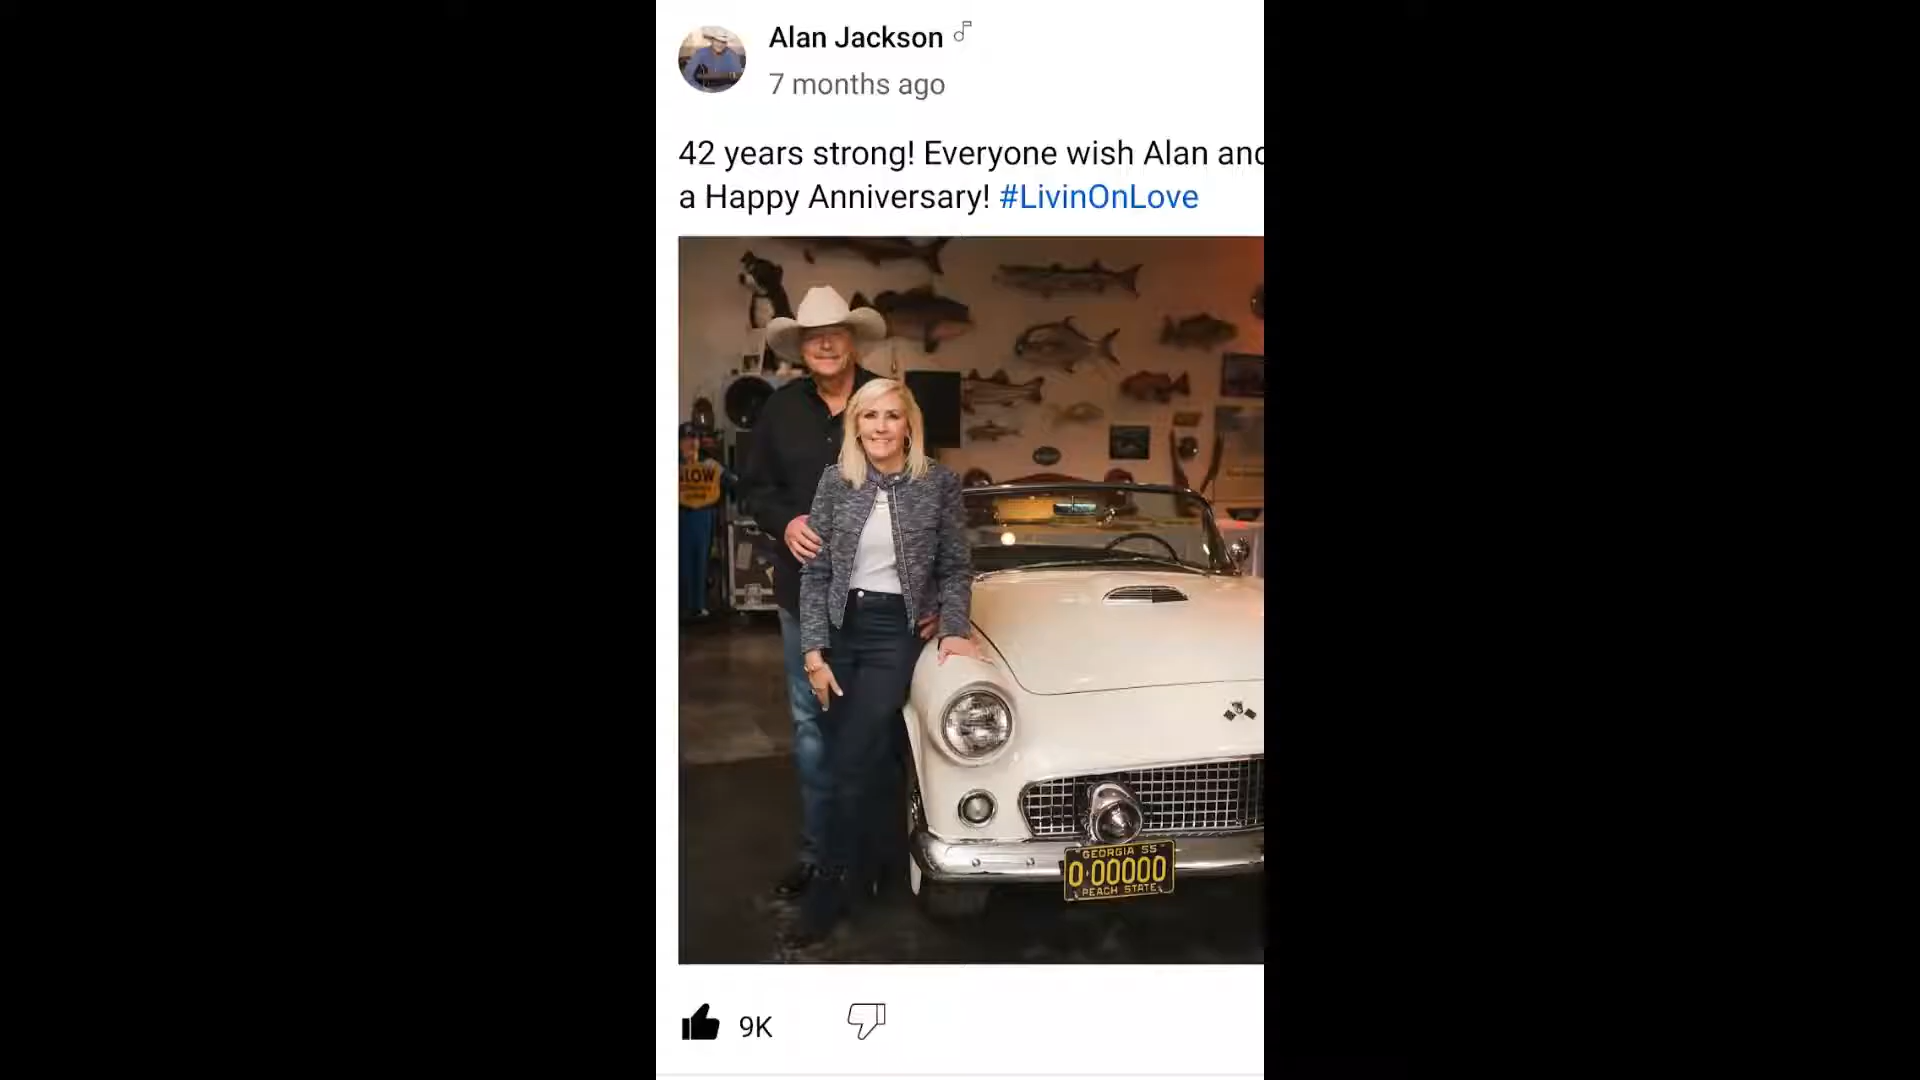 Alan Jackson
7 months ago
42 years strong! Everyone wish Alan and
a Happy Anniversary! #LivinOnLove
LOW
GEORGIA 55
0·00000
PEACH STATE
9K